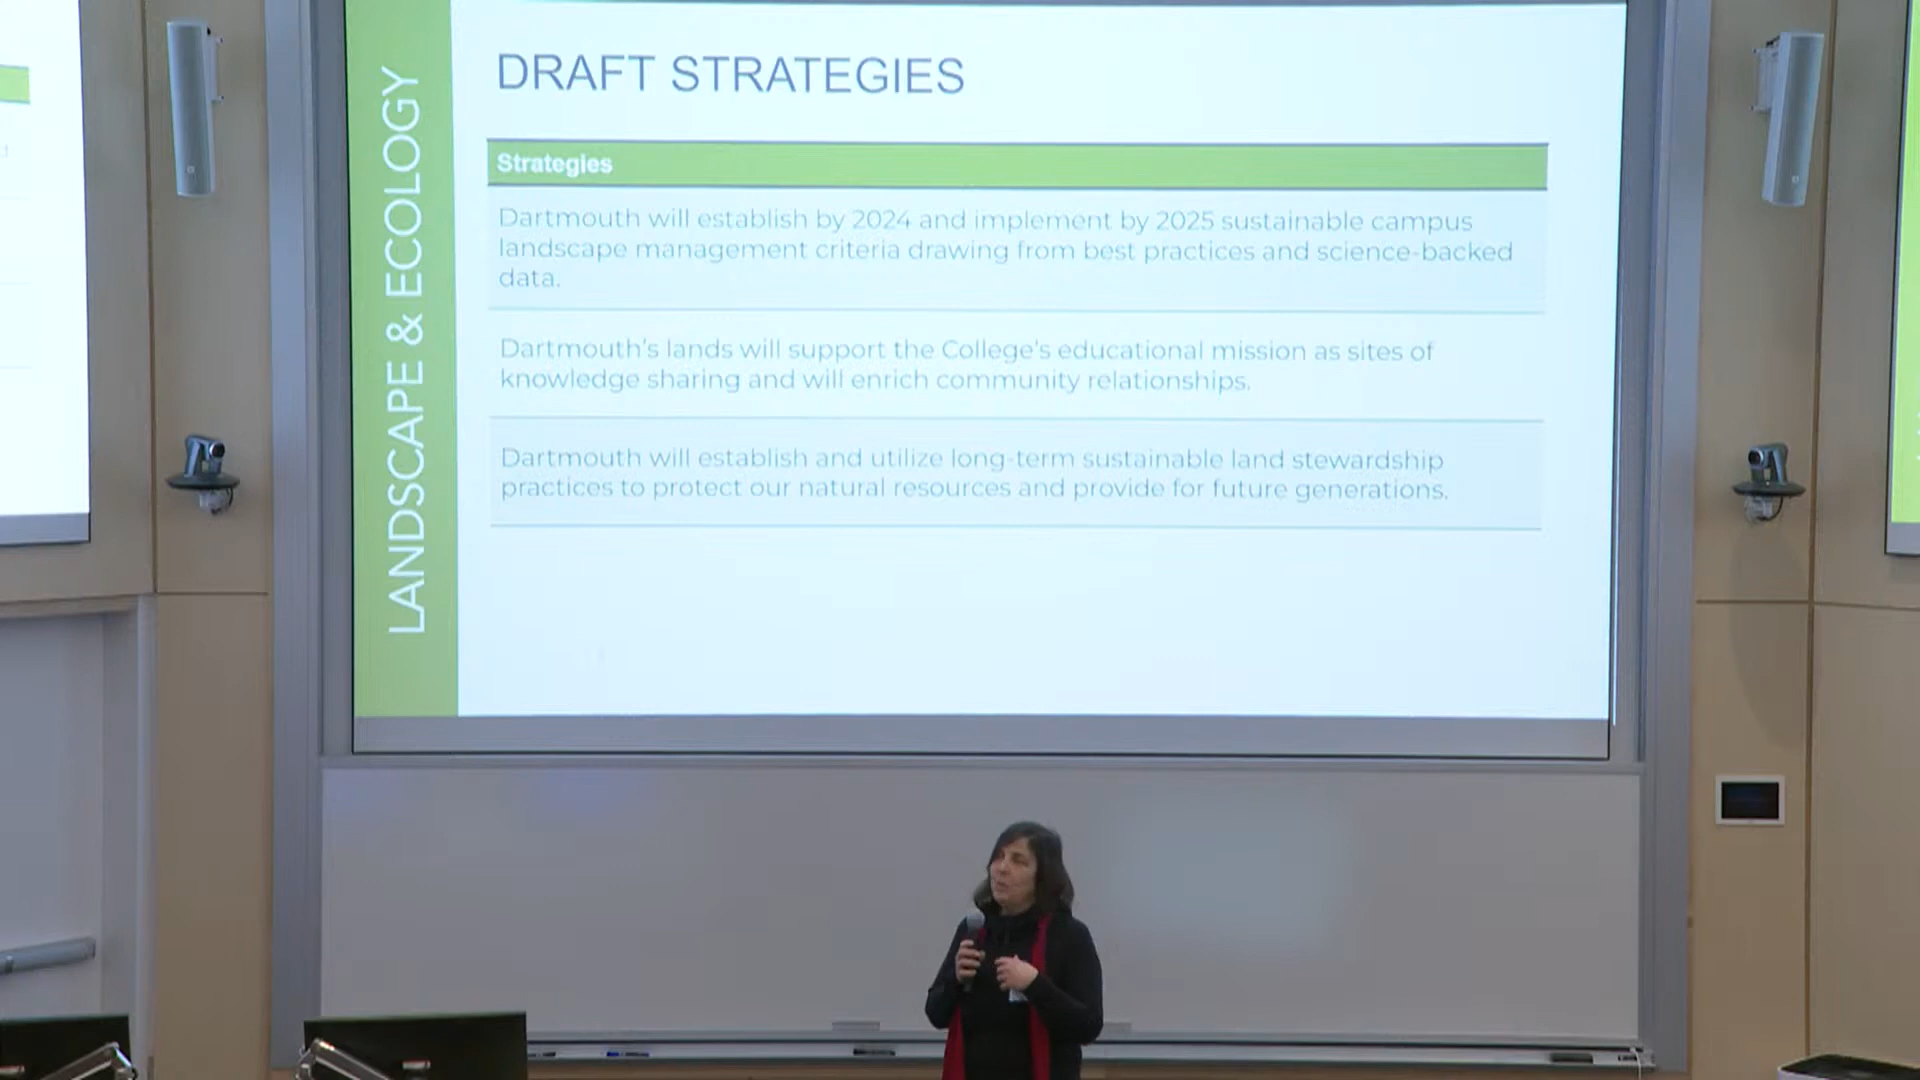 LANDSCAPE & ECOLOGY
DRAFT STRATEGIES
Strategies
Dartmouth will establish by 2024 and implement by 2025 sustainable campus
landscape management criteria drawing from best practices and science-backed
data.
Dartmouth's lands will support the College's educational mission as sites of
knowledge sharing and will enrich community relationships.
Dartmouth will establish and utilize long-term sustainable land stewardship
practices to protect our natural resources and provide for future generations.